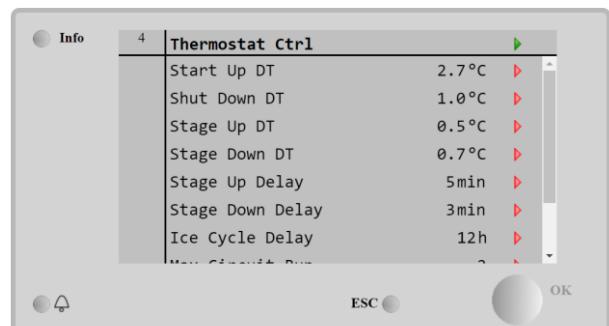 Info
4 Thermostat Ctrl
Start Up DT 2.7°C
Shut Down DT 1.0°C
Stage Up DT 0.5°C
Stage Down DT 0.7°C
Stage Up Delay 5min
Stage Down Delay 3min
Ice Cycle Delay 12h
ESC
OK